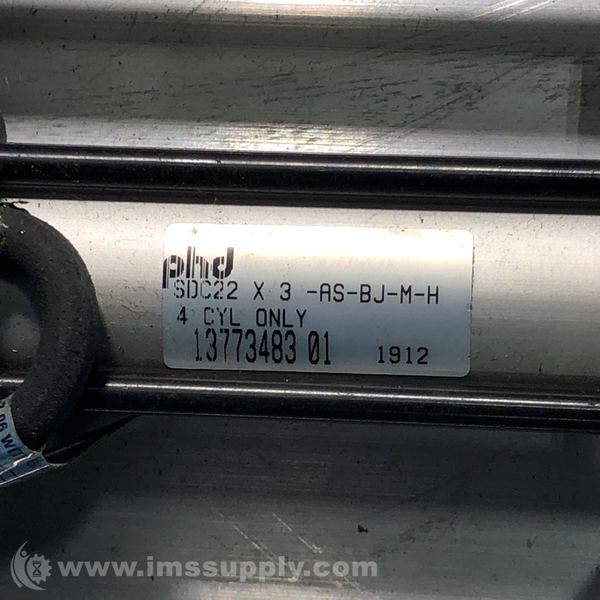 phd
SDC22 X 3 -AS-BJ-M-H
4 CYL ONLY
13773483 01 1912
www.imssupply.com